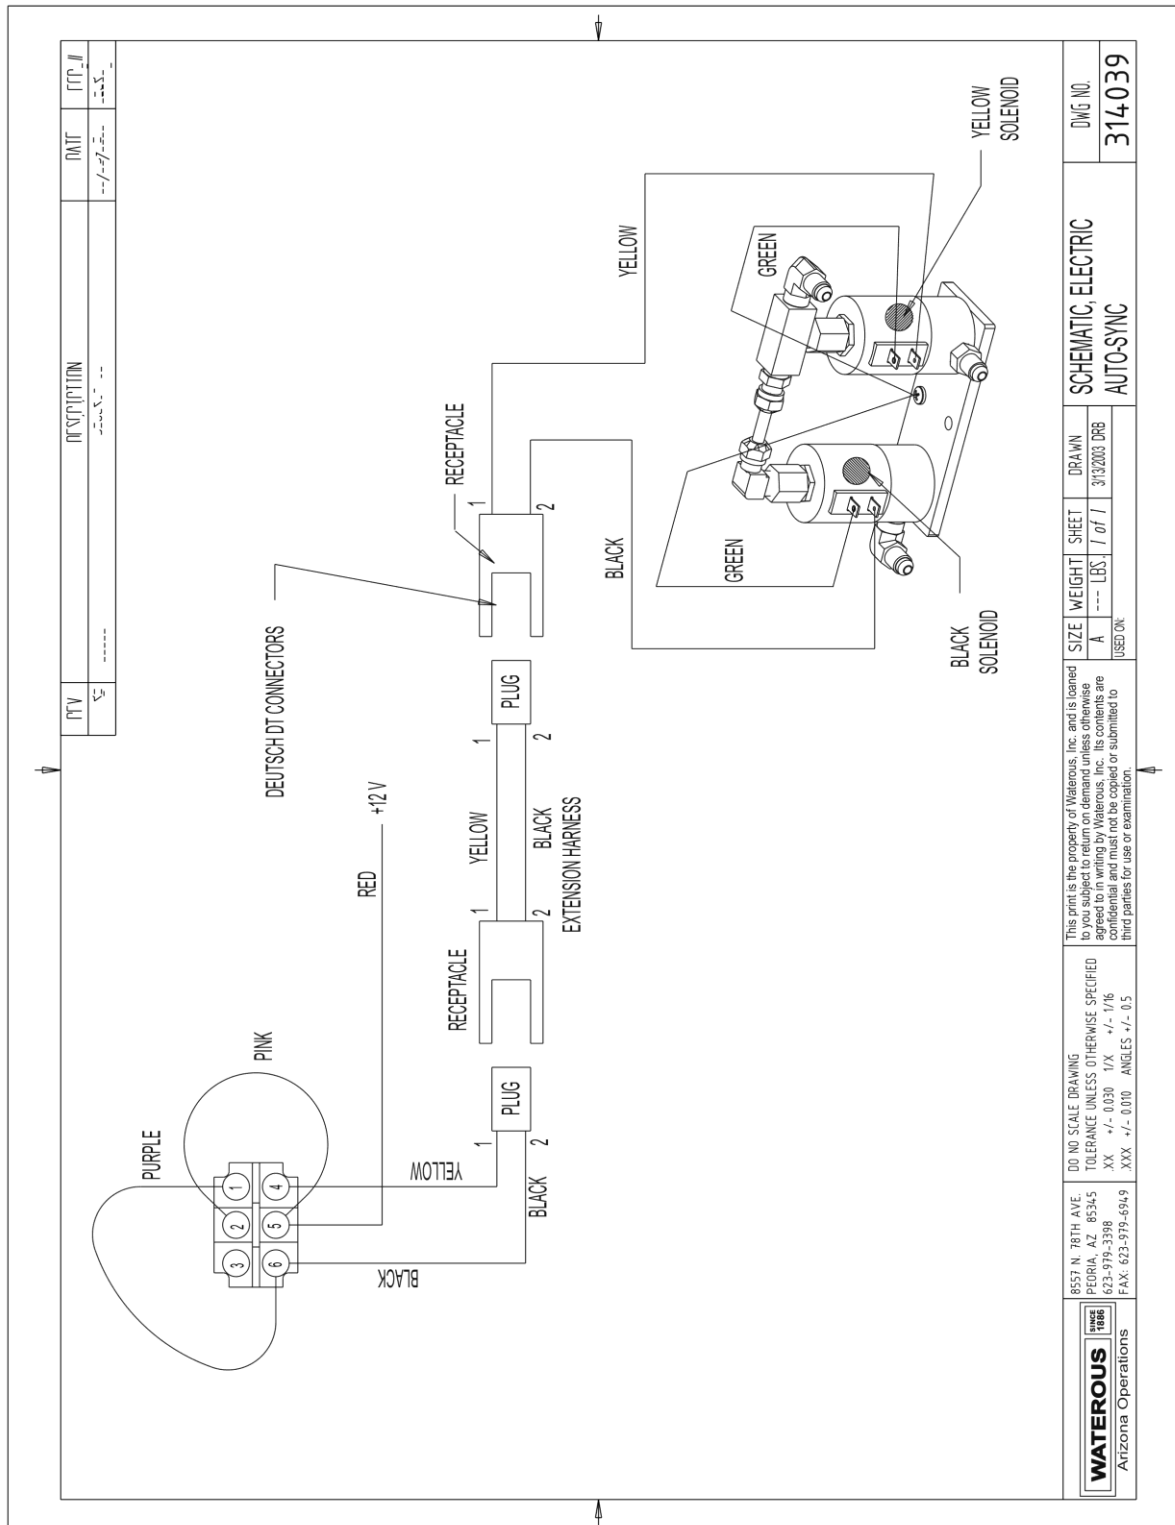 PURPLE
PINK
1
2
3
4
5
6
RED
+12 V
YELLOW
BLACK
BLACK
1
2
PLUG
RECEPTACLE
1
2
YELLOW
BLACK
EXTENSION HARNESS
1
2
PLUG
DEUTSCH DT CONNECTORS
RECEPTACLE
1
2
YELLOW
BLACK
GREEN
GREEN
YELLOW
SOLENOID
BLACK
SOLENOID
WATEROUS
SINCE
1886
Arizona Operations
8557 N. 78TH AVE.
PEORIA, AZ 85345
623-979-3398
FAX: 623-979-6949
DO NO SCALE DRAWING
TOLERANCE UNLESS OTHERWISE SPECIFIED
.XX +/- 0.030 1/X +/- 1/16
.XXX +/- 0.010 ANGLES +/- 0.5
This print is the property of Waterous, Inc. and is loaned
to you subject to return on demand unless otherwise
agreed to in writing by Waterous, Inc. Its contents are
confidential and must not be copied or submitted to
third parties for use or examination.
SIZE
A
WEIGHT
--- LBS.
SHEET
1 of 1
DRAWN
3/13/2003 DRB
USED ON:
SCHEMATIC, ELECTRIC
AUTO-SYNC
DWG NO.
314039